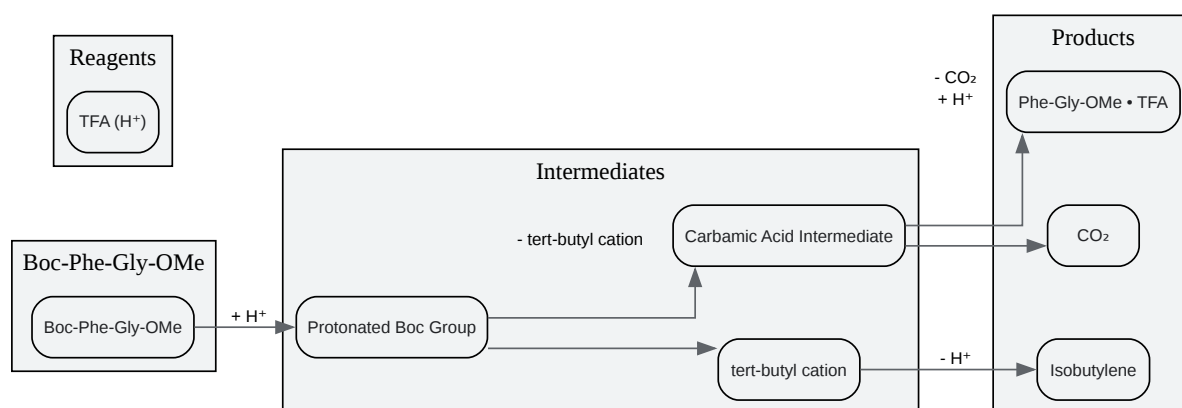 Reagents
TFA (H⁺)
Boc-Phe-Gly-OMe
Boc-Phe-Gly-OMe
+ H⁺
Intermediates
Protonated Boc Group
- tert-butyl cation
Carbamic Acid Intermediate
tert-butyl cation
- CO₂
+ H⁺
- H⁺
Products
Phe-Gly-OMe • TFA
CO₂
Isobutylene